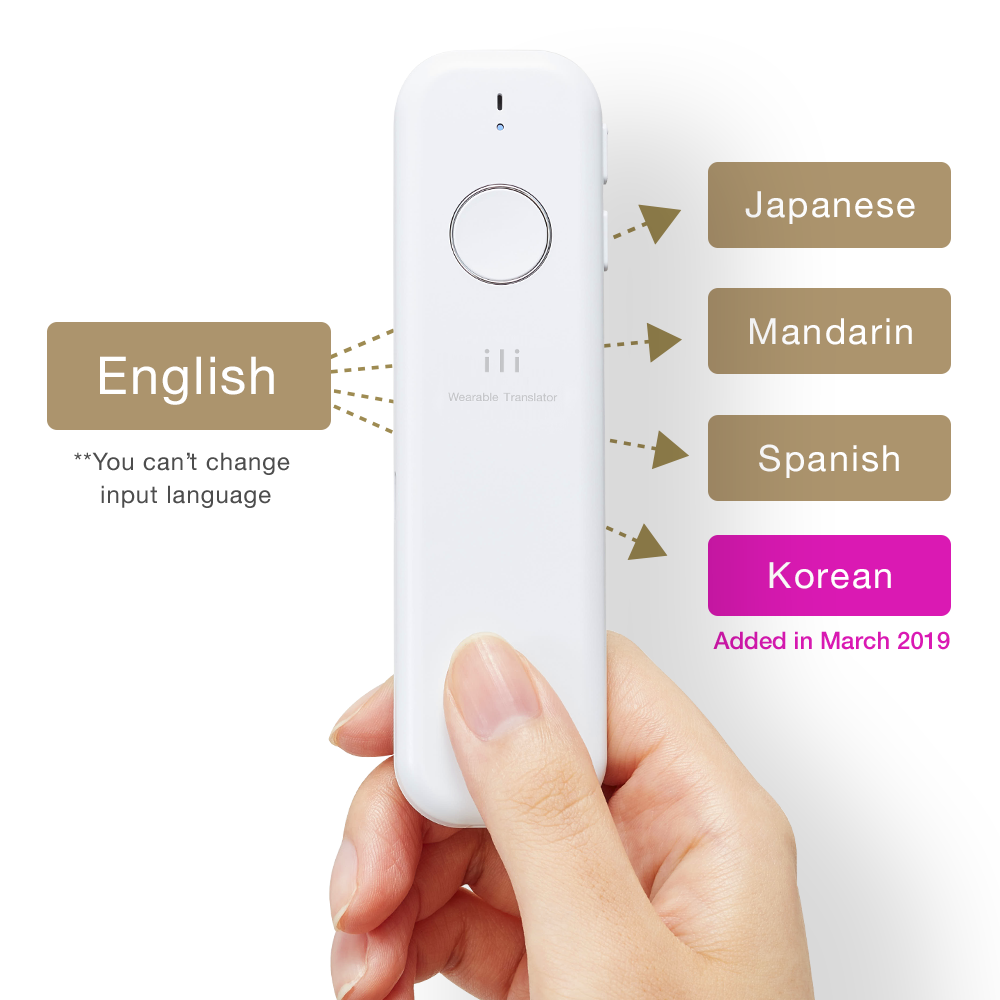 English
**You can't change
input language
ili
Wearable Translator
Japanese
Mandarin
Spanish
Korean
Added in March 2019